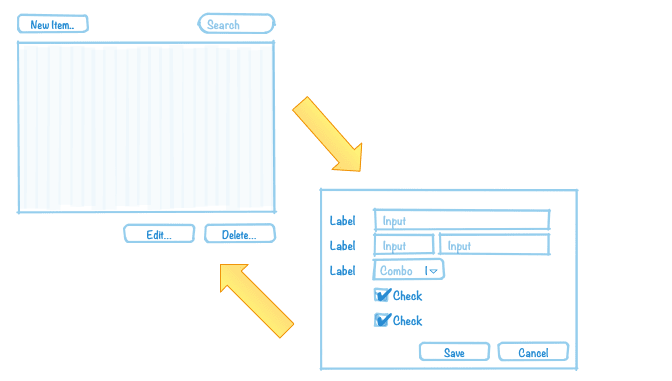 New Item..
Search
Edit...
Delete...
Label Input
Label Input Input
Label Combo
Check
Check
Save Cancel